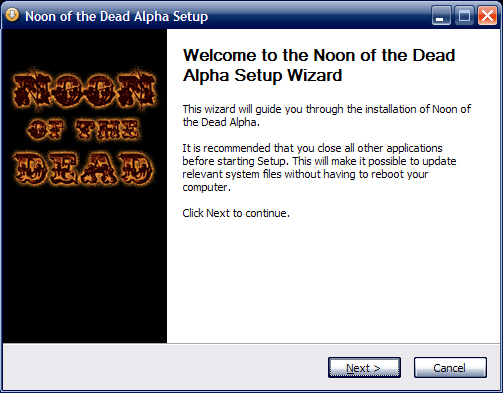 Noon of the Dead Alpha Setup
NOON
OF THE
DEAD
Welcome to the Noon of the Dead
Alpha Setup Wizard
This wizard will guide you through the installation of Noon of
the Dead Alpha.
It is recommended that you close all other applications
before starting Setup. This will make it possible to update
relevant system files without having to reboot your
computer.
Click Next to continue.
Next >
Cancel